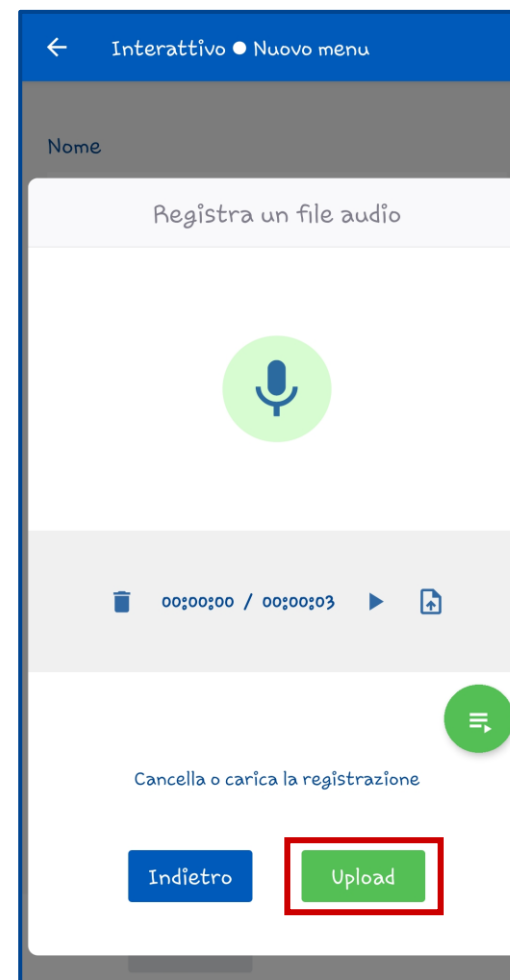 Interattivo ● Nuovo menu
Nome
Registra un file audio
00:00:00 / 00:00:03
Cancella o carica la registrazione
Indietro
Upload